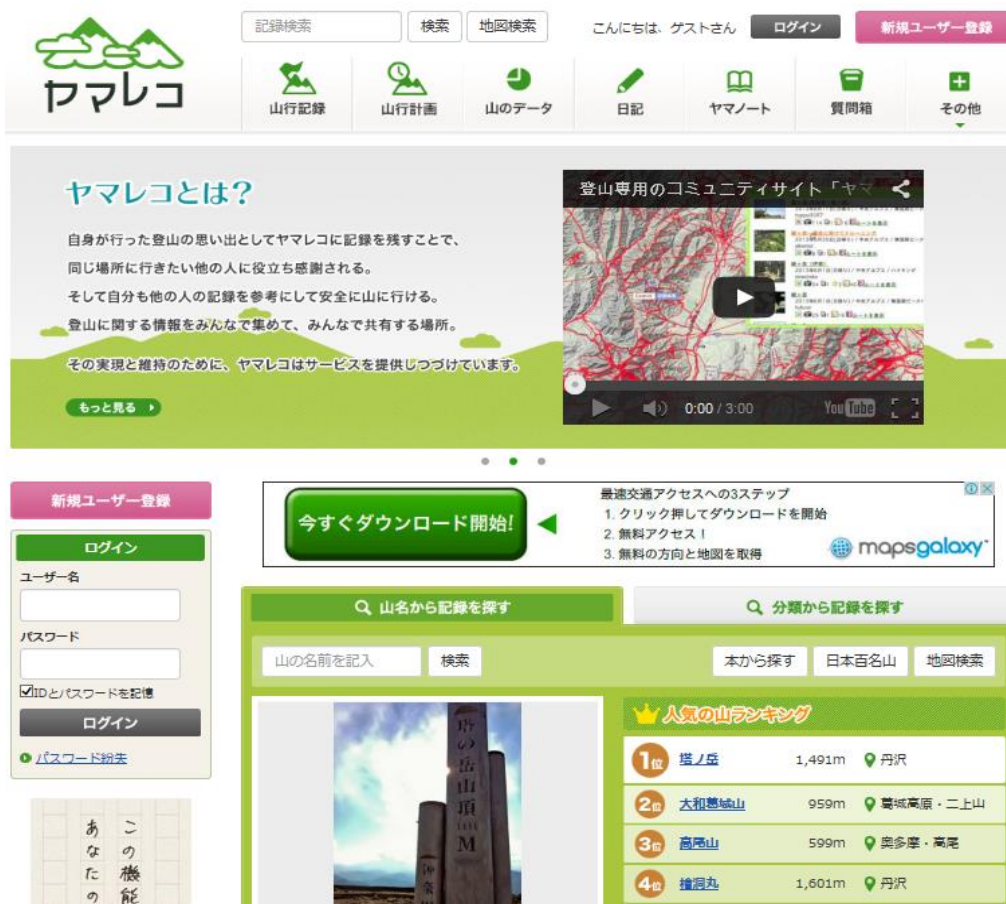 ヤマレコ
記録検索
検索
地図検索
こんにちは、ゲストさん
ログイン
新規ユーザー登録
山行記録
山行計画
山のデータ
日記
ヤマノート
質問箱
その他
ヤマレコとは?
自身が行った登山の思い出としてヤマレコに記録を残すことで、
同じ場所に行きたい他の人に役立ち感謝される。
そして自分も他の人の記録を参考にして安全に山に行ける。
登山に関する情報をみんなで集めて、みんなで共有する場所。
その実現と維持のために、ヤマレコはサービスを提供しつづけています。
もっと見る
登山専用のコミュニティサイト「ヤマ
0:00 / 3:00
YouTube
新規ユーザー登録
ログイン
ユーザー名
パスワード
IDとパスワードを記憶
ログイン
パスワード紛失
この機能
あなたの
今すぐダウンロード開始!
最速交通アクセスへの3ステップ
1. クリック押してダウンロードを開始
2. 無料アクセス!
3. 無料の方向と地図を取得
mapsgalaxy
山名から記録を探す
分類から記録を探す
山の名前を記入
検索
本から探す
日本百名山
地図検索
塔の岳山頂
M
人気の山ランキング
1位 塔ノ岳 1,491m 丹沢
2位 大和葛城山 959m 葛城高原・二上山
3位 高尾山 599m 奥多摩・高尾
4位 檜洞丸 1,601m 丹沢